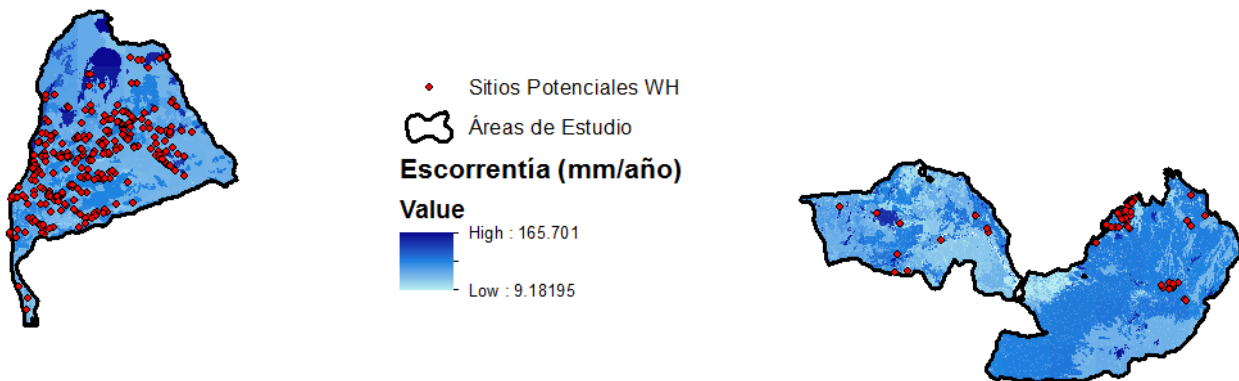 Sitios Potenciales WH
Áreas de Estudio
Escorrentía (mm/año)
Value
High : 165.701
Low : 9.18195